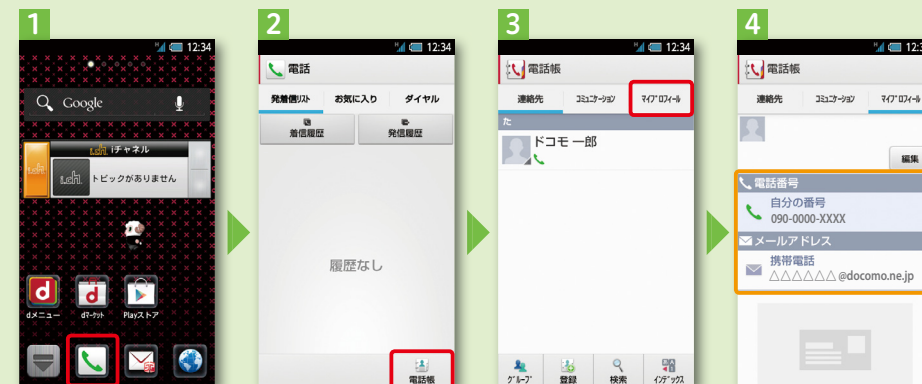 1
12:34
Google
i.ch iチャネル
i.ch
i.ch トピックがありません
dメニュー dマーケット Playストア
2
12:34
電話
発着信リスト お気に入り ダイヤル
着信履歴 発信履歴
履歴なし
電話帳
3
12:34
電話帳
連絡先 コミュニケーション マイプロフィール
た
ドコモ 一郎
グループ 登録 検索 インデックス
4
電話帳
連絡先 コミュニケーション マイプロフィール
編集
電話番号
自分の番号
090-0000-XXXX
メールアドレス
携帯電話
△△△△△△@docomo.ne.jp